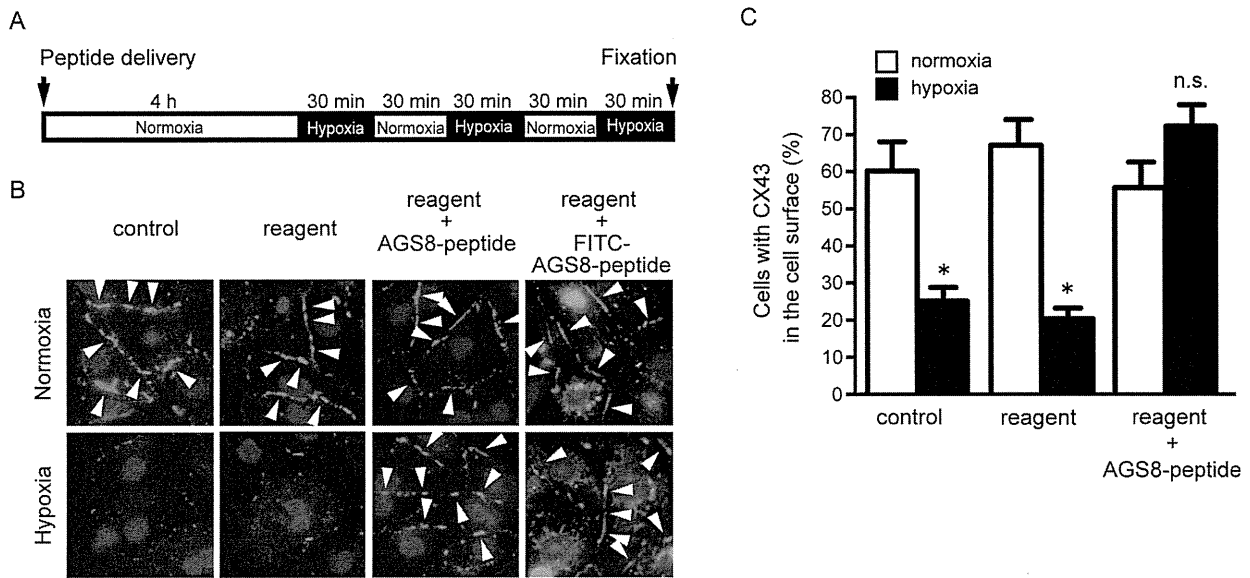 A
Peptide delivery
Fixation
4 h
30 min
30 min
30 min
30 min
30 min
Normoxia
Hypoxia
Normoxia
Hypoxia
Normoxia
Hypoxia
B
control
reagent
reagent
+
AGS8-peptide
reagent
+
FITC-
AGS8-peptide
Normoxia
Hypoxia
C
normoxia
hypoxia
Cells with CX43
in the cell surface (%)
80
70
60
50
40
30
20
10
0
*
*
n.s.
control
reagent
reagent
+
AGS8-peptide